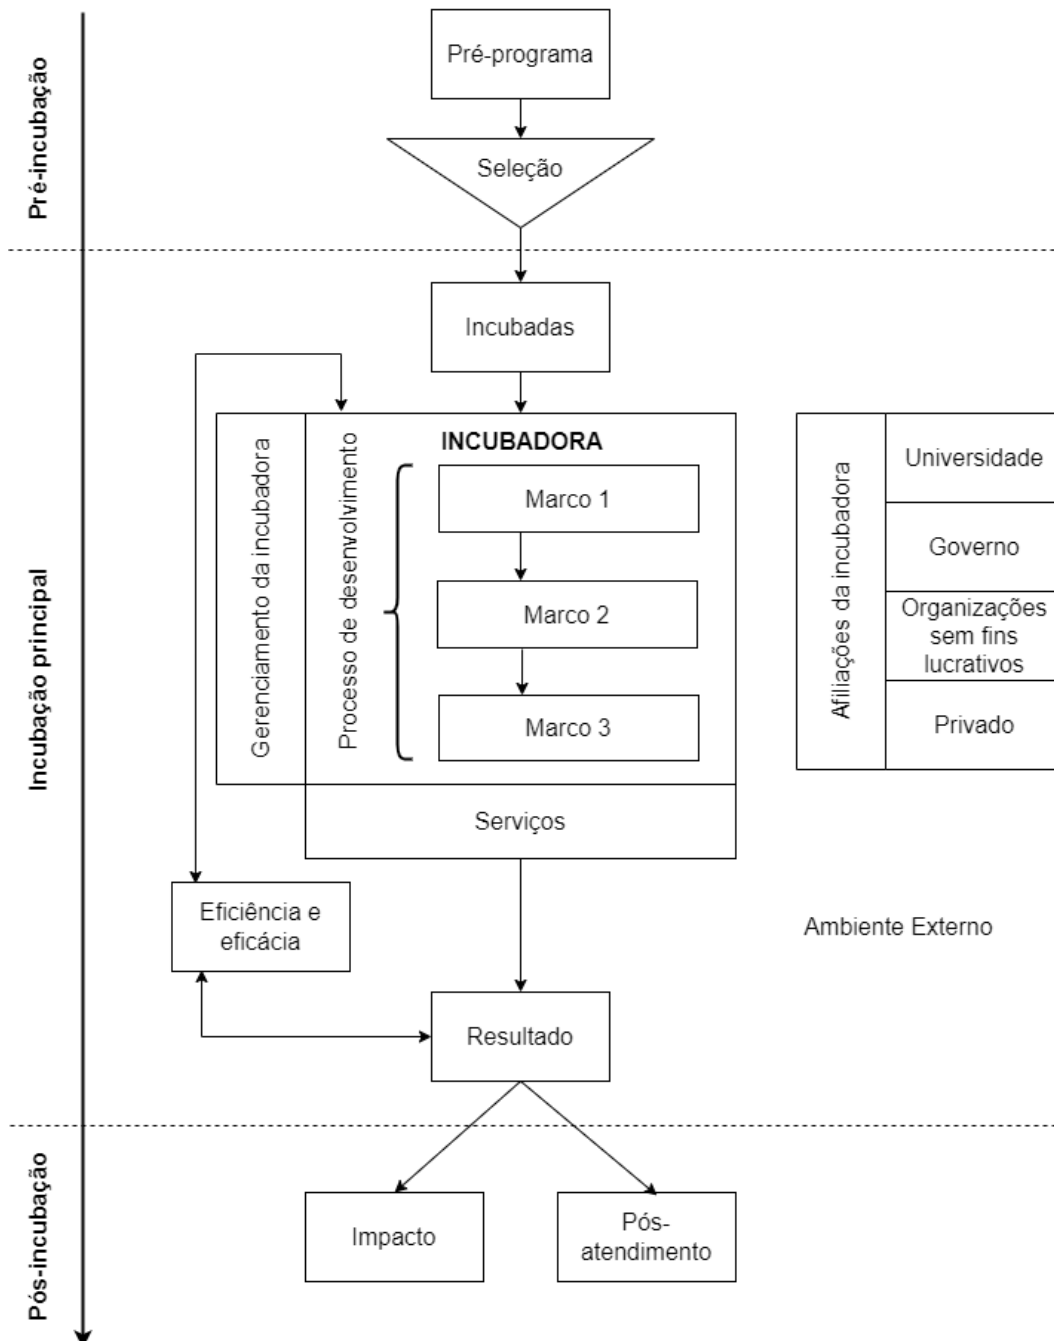 Pré-incubação
Pré-programa
Seleção
Incubação principal
Incubadas
Gerenciamento da incubadora
Processo de desenvolvimento
INCUBADORA
Marco 1
Marco 2
Marco 3
Serviços
Afiliações da incubadora
Universidade
Governo
Organizações
sem fins
lucrativos
Privado
Eficiência e
eficácia
Ambiente Externo
Resultado
Pós-incubação
Impacto
Pós-
atendimento